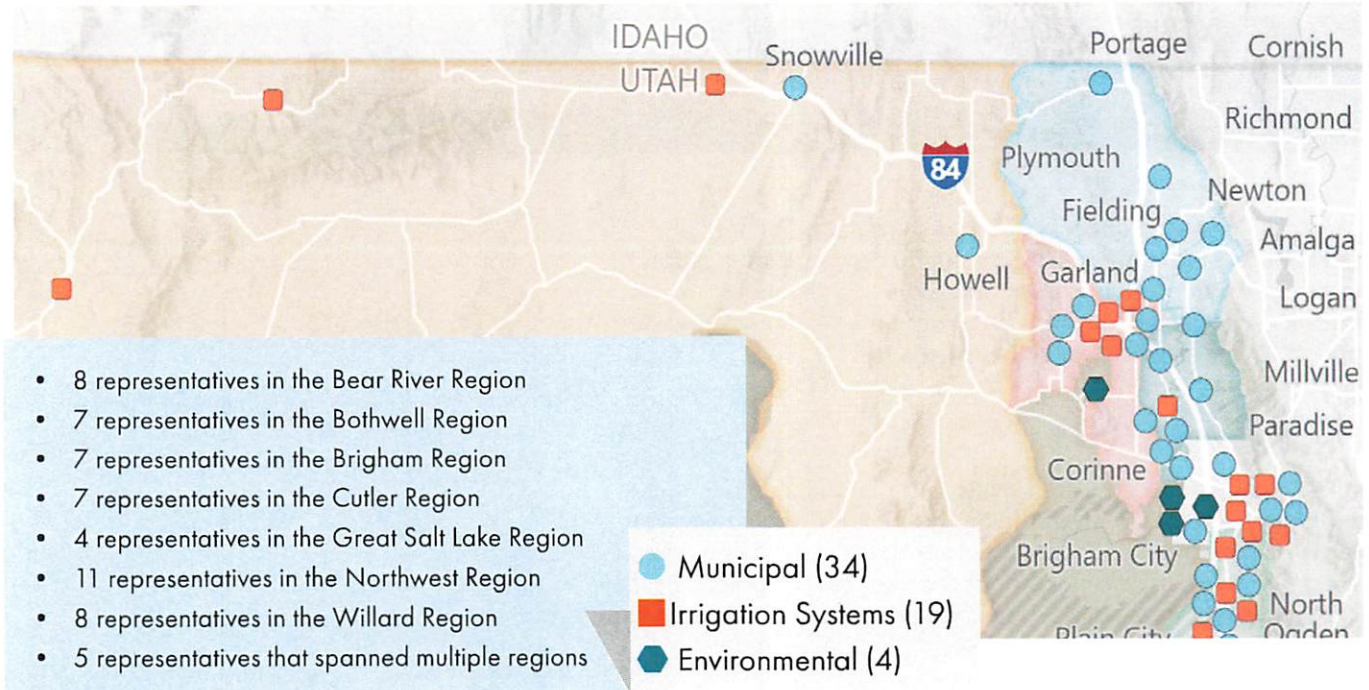 IDAHO
UTAH
Snowville
Portage
Cornish
Richmond
84
Plymouth
Newton
Fielding
Amalga
Howell
Garland
Logan
Millville
Paradise
Corinne
Brigham City
North
Ogden
Plain City
• 8 representatives in the Bear River Region
• 7 representatives in the Bothwell Region
• 7 representatives in the Brigham Region
• 7 representatives in the Cutler Region
• 4 representatives in the Great Salt Lake Region
• 11 representatives in the Northwest Region
• 8 representatives in the Willard Region
• 5 representatives that spanned multiple regions
Municipal (34)
Irrigation Systems (19)
Environmental (4)